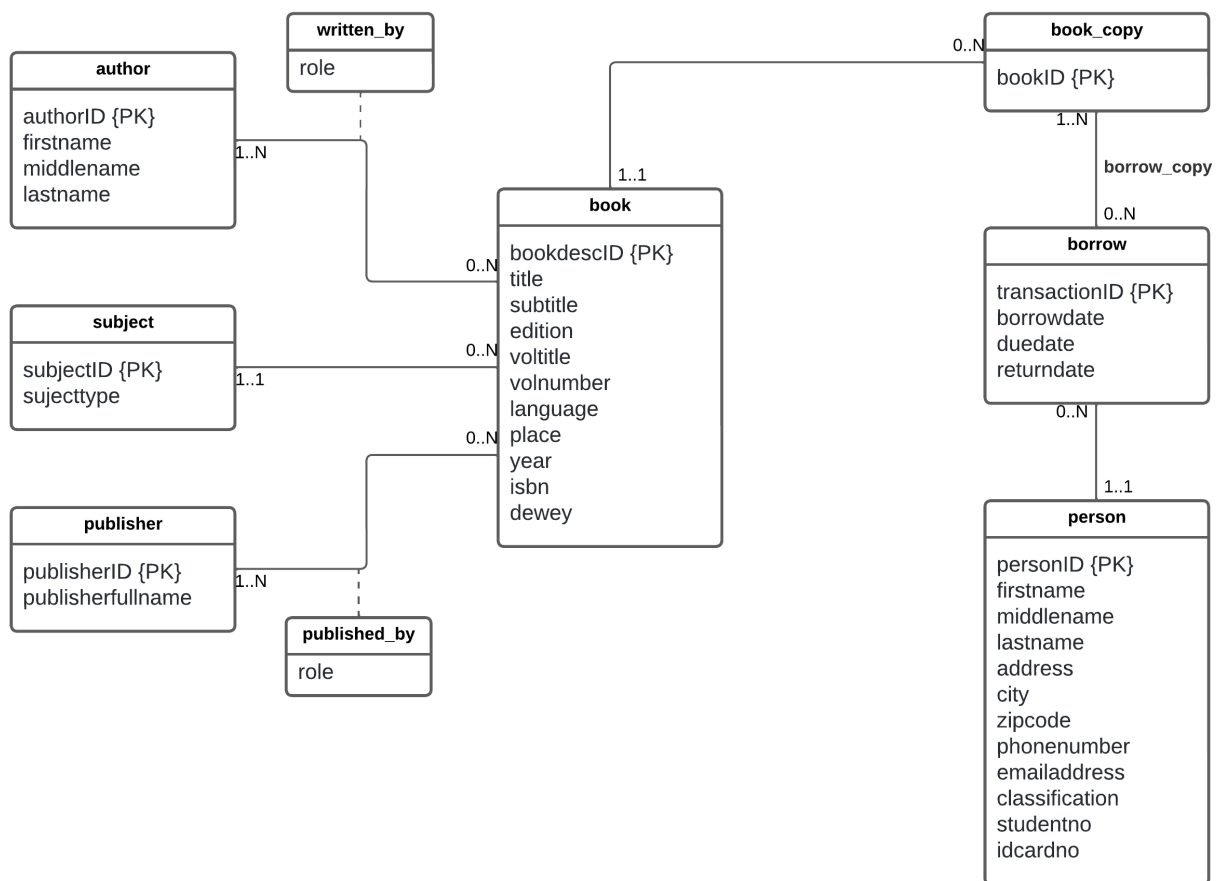 written_by
role
author
authorID {PK}
firstname
middlename
lastname
1..N
0..N
book_copy
bookID {PK}
1..N
borrow_copy
0..N
1..1
book
bookdescID {PK}
title
subtitle
edition
voltitle
volnumber
language
place
year
isbn
dewey
0..N
0..N
0..N
borrow
transactionID {PK}
borrowdate
duedate
returndate
0..N
1..1
subject
subjectID {PK}
sujecttype
1..1
publisher
publisherID {PK}
publisherfullname
1..N
published_by
role
person
personID {PK}
firstname
middlename
lastname
address
city
zipcode
phonenumber
emailaddress
classification
studentno
idcardno